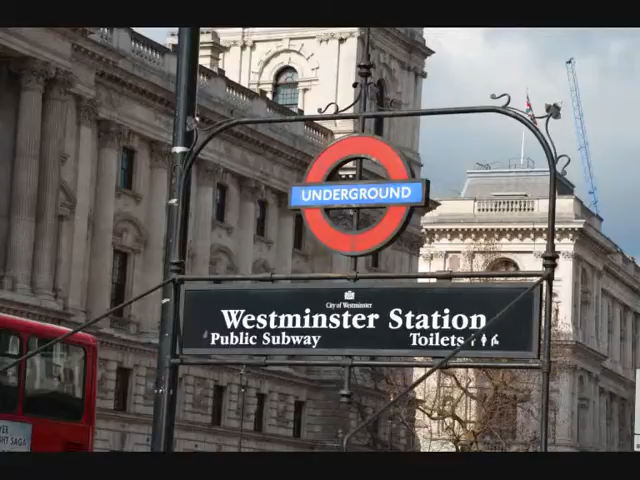 UNDERGROUND
City of Westminster
Westminster Station
Public Subway Toilets